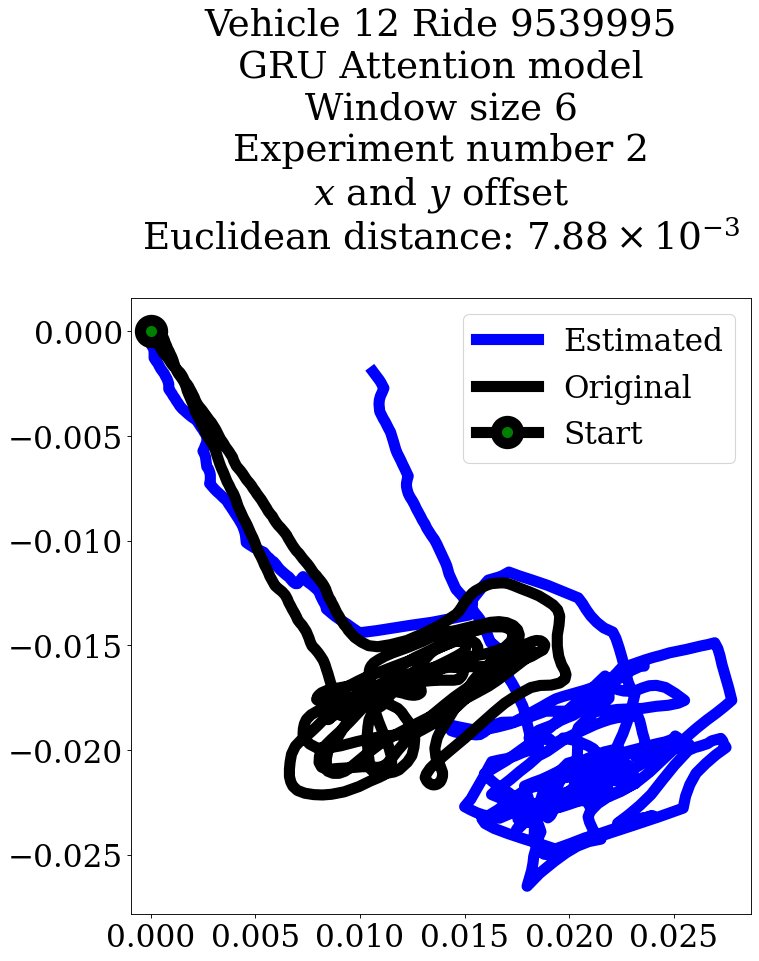 Vehicle 12 Ride 9539995
GRU Attention model
Window size 6
Experiment number 2
x and y offset
Euclidean distance: 7.88 × 10⁻³
Estimated
Original
Start
0.000
−0.005
−0.010
−0.015
−0.020
−0.025
0.000 0.005 0.010 0.015 0.020 0.025